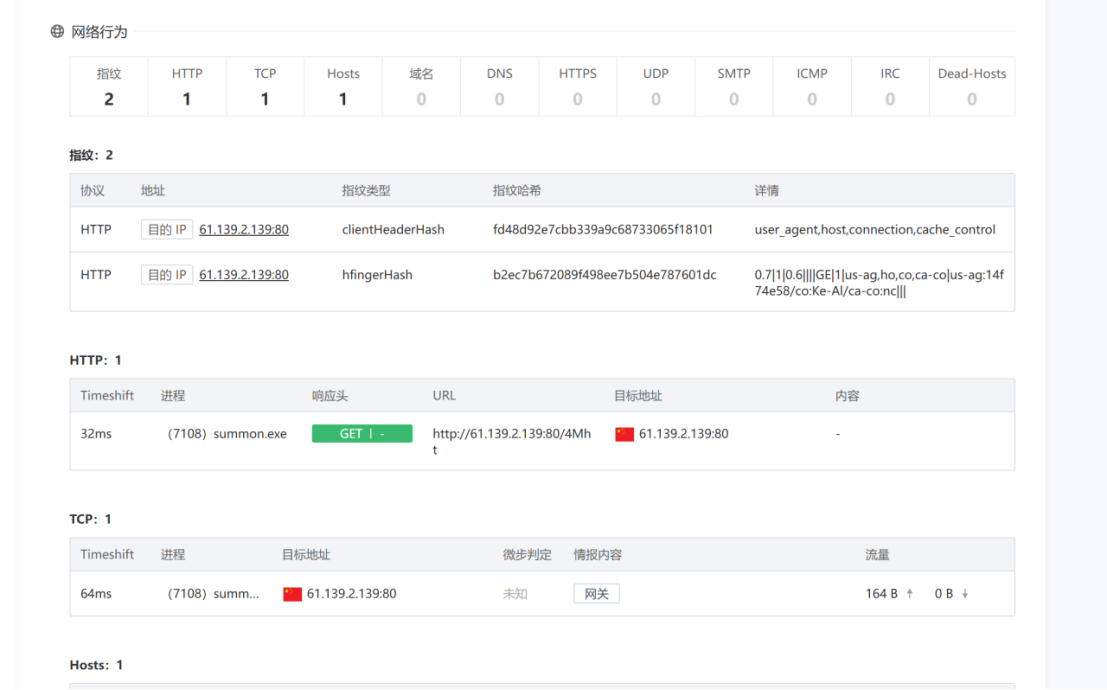 网络行为
指纹 HTTP TCP Hosts 域名 DNS HTTPS UDP SMTP ICMP IRC Dead-Hosts
2 1 1 1 0 0 0 0 0 0 0 0
指纹：2
协议 地址 指纹类型 指纹哈希 详情
HTTP 目的 IP 61.139.2.139:80 clientHeaderHash fd48d92e7cbb339a9c68733065f18101 user_agent,host,connection,cache_control
HTTP 目的 IP 61.139.2.139:80 hfingerHash b2ec7b672089f498ee7b504e787601dc 0.7|1|0.6||||GE|1|us-ag,ho,co,ca-co|us-ag:14f
74e58/co:Ke-Al/ca-co:nc|||
HTTP：1
Timeshift 进程 响应头 URL 目标地址 内容
32ms （7108）summon.exe GET | - http://61.139.2.139:80/4Mh 61.139.2.139:80 -
t
TCP：1
Timeshift 进程 目标地址 微步判定 情报内容 流量
64ms （7108）summ... 61.139.2.139:80 未知 网关 164 B ↑ 0 B ↓
Hosts：1